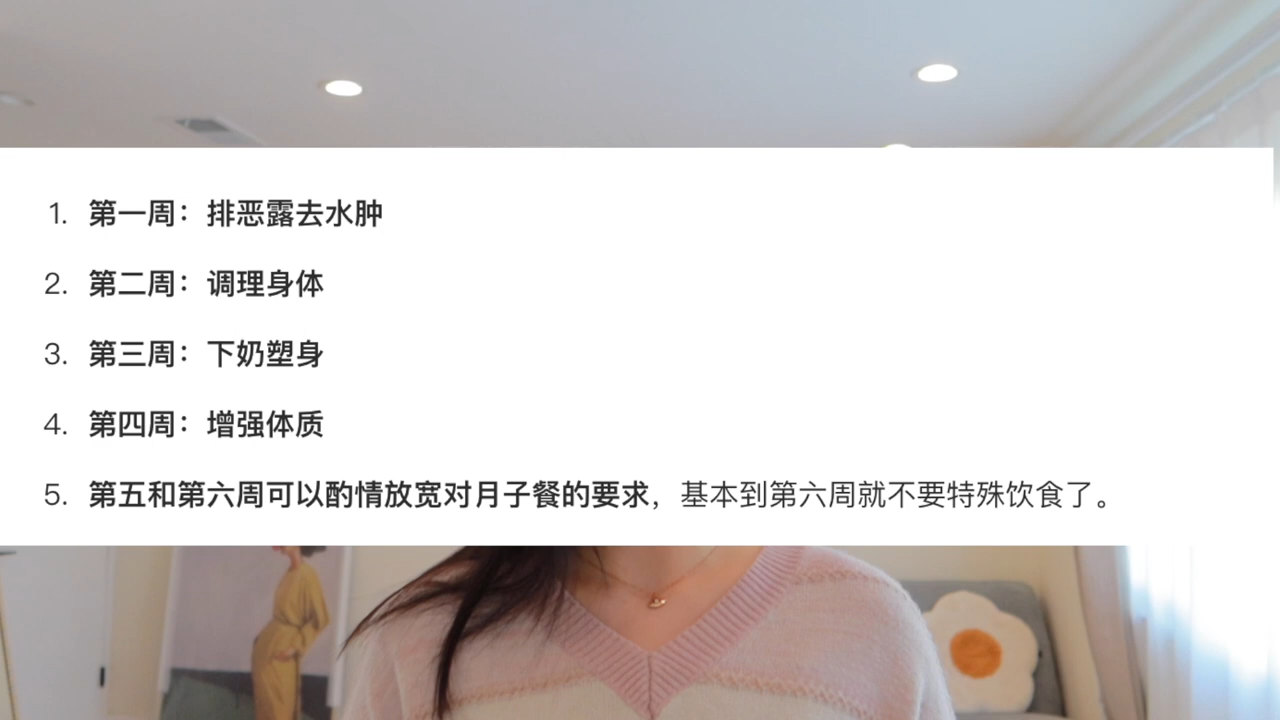 1. 第一周：排恶露去水肿
2. 第二周：调理身体
3. 第三周：下奶塑身
4. 第四周：增强体质
5. 第五和第六周可以酌情放宽对月子餐的要求，基本到第六周就不要特殊饮食了。